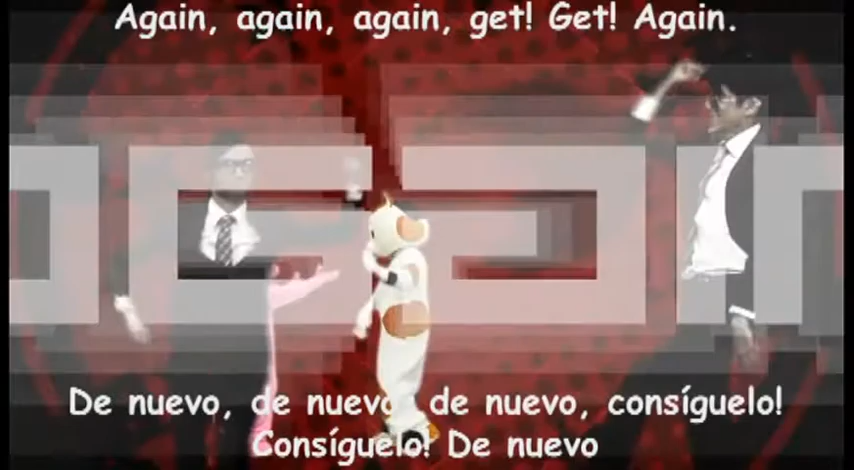 Again, again, again, get! Get! Again.
De nuevo, de nuevo, de nuevo, consíguelo!
Consíguelo! De nuevo